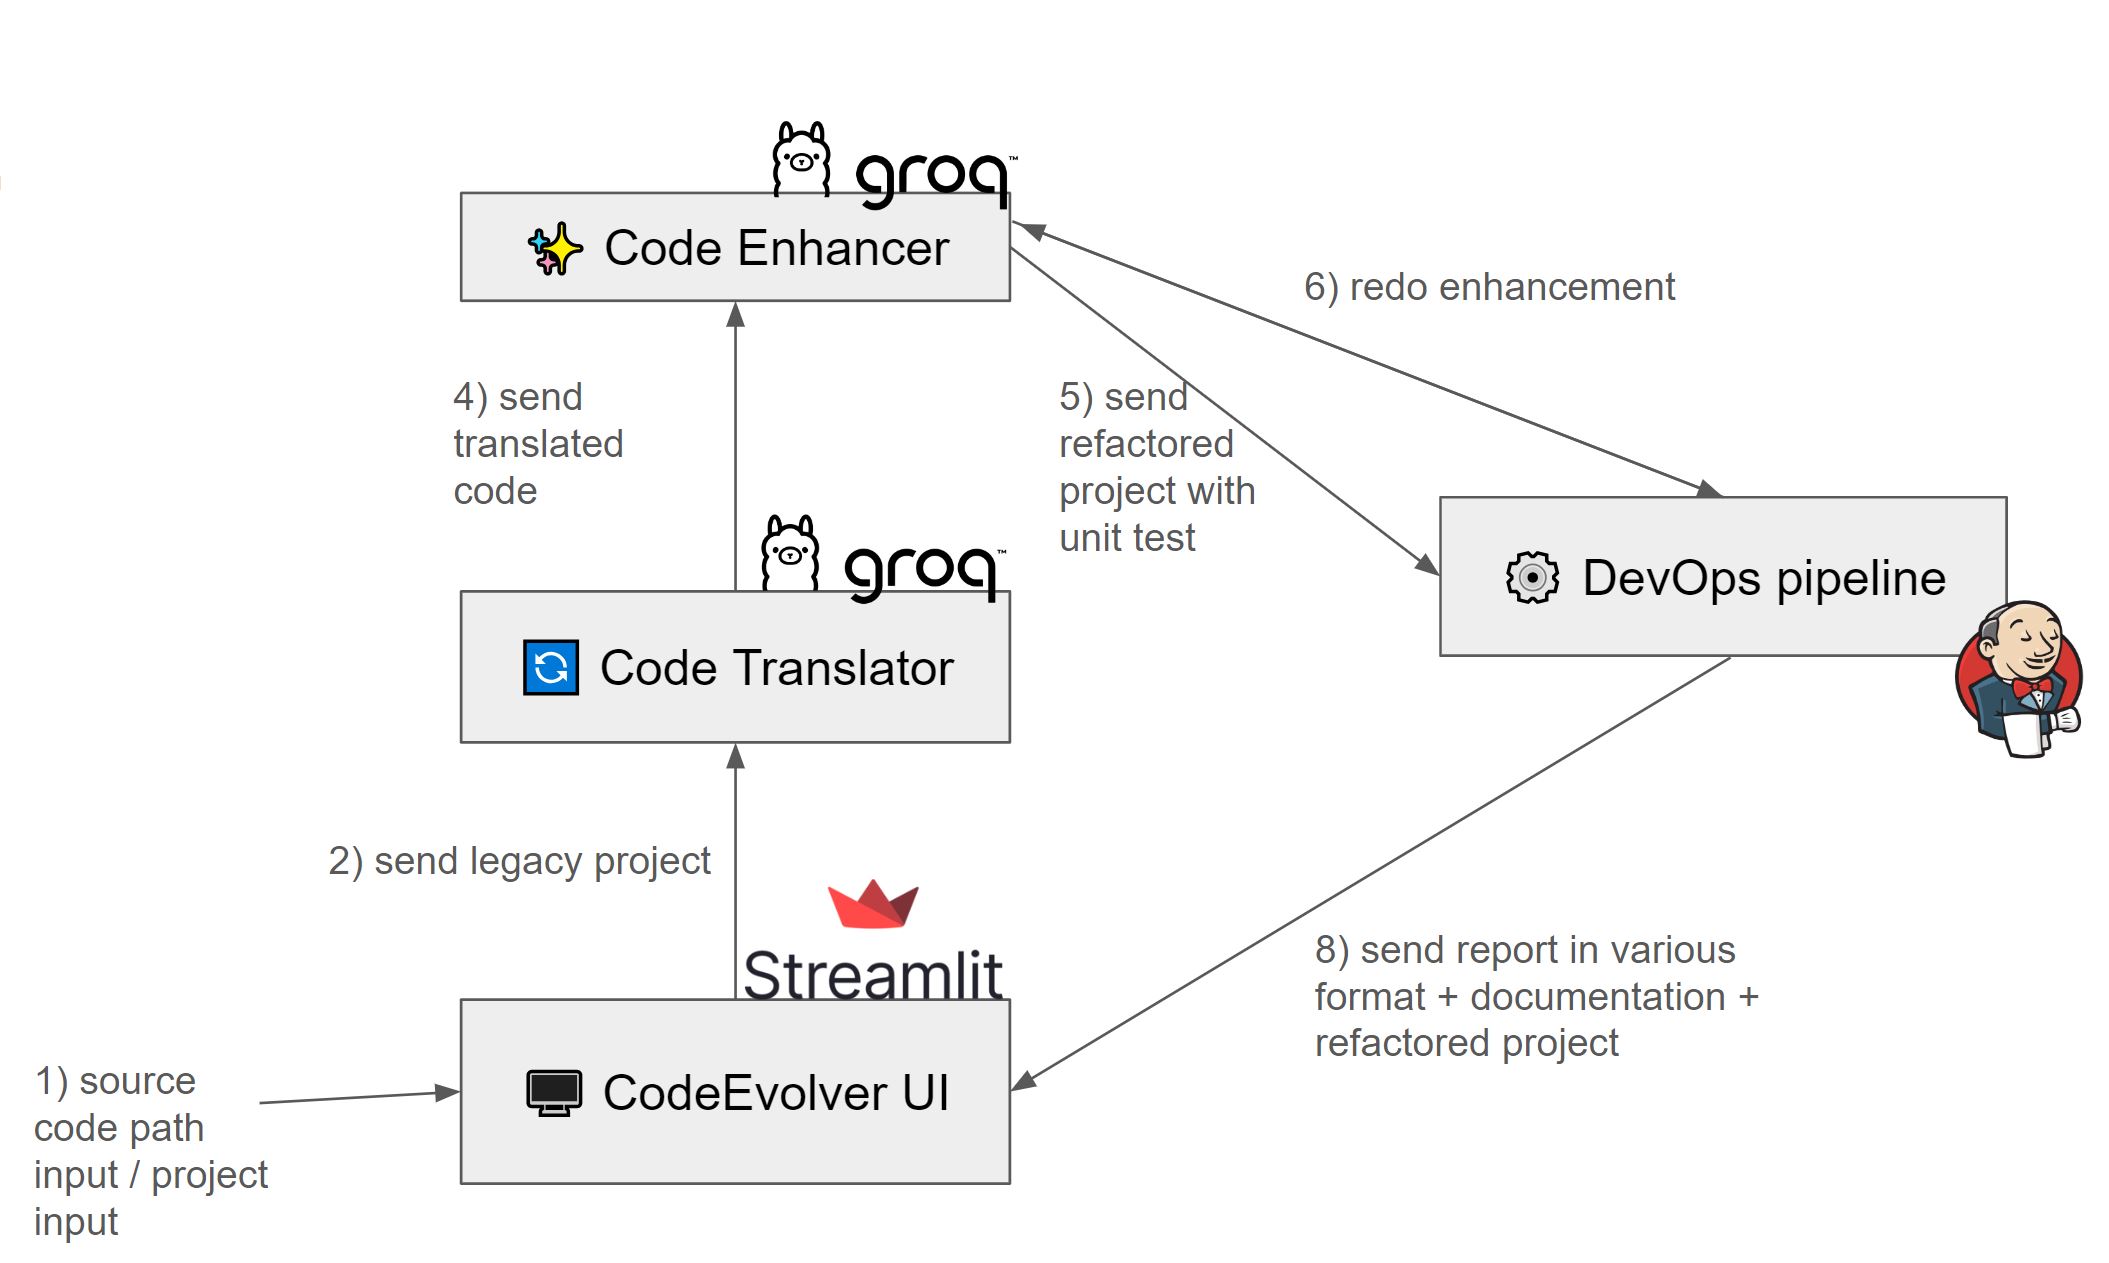 groq™
Code Enhancer
6) redo enhancement
4) send
translated
code
5) send
refactored
project with
unit test
groq™
DevOps pipeline
Code Translator
2) send legacy project
Streamlit
8) send report in various
format + documentation +
refactored project
1) source
code path
input / project
input
CodeEvolver UI